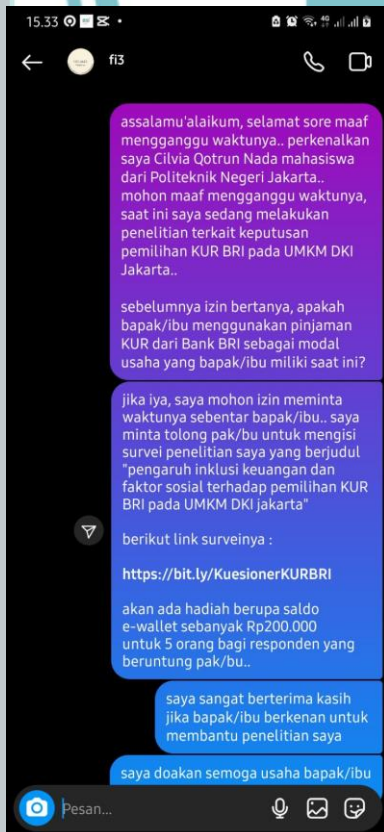 15.33
4G
fi3
assalamu'alaikum, selamat sore maaf
mengganggu waktunya.. perkenalkan
saya Cilvia Qotrun Nada mahasiswa
dari Politeknik Negeri Jakarta..
mohon maaf mengganggu waktunya,
saat ini saya sedang melakukan
penelitian terkait keputusan
pemilihan KUR BRI pada UMKM DKI
Jakarta..
sebelumnya izin bertanya, apakah
bapak/ibu menggunakan pinjaman
KUR dari Bank BRI sebagai modal
usaha yang bapak/ibu miliki saat ini?
jika iya, saya mohon izin meminta
waktunya sebentar bapak/ibu.. saya
minta tolong pak/bu untuk mengisi
survei penelitian saya yang berjudul
"pengaruh inklusi keuangan dan
faktor sosial terhadap pemilihan KUR
BRI pada UMKM DKI jakarta"
berikut link surveinya :
https://bit.ly/KuesionerKURBRI
akan ada hadiah berupa saldo
e-wallet sebanyak Rp200.000
untuk 5 orang bagi responden yang
beruntung pak/bu..
saya sangat berterima kasih
jika bapak/ibu berkenan untuk
membantu penelitian saya
saya doakan semoga usaha bapak/ibu
Pesan...